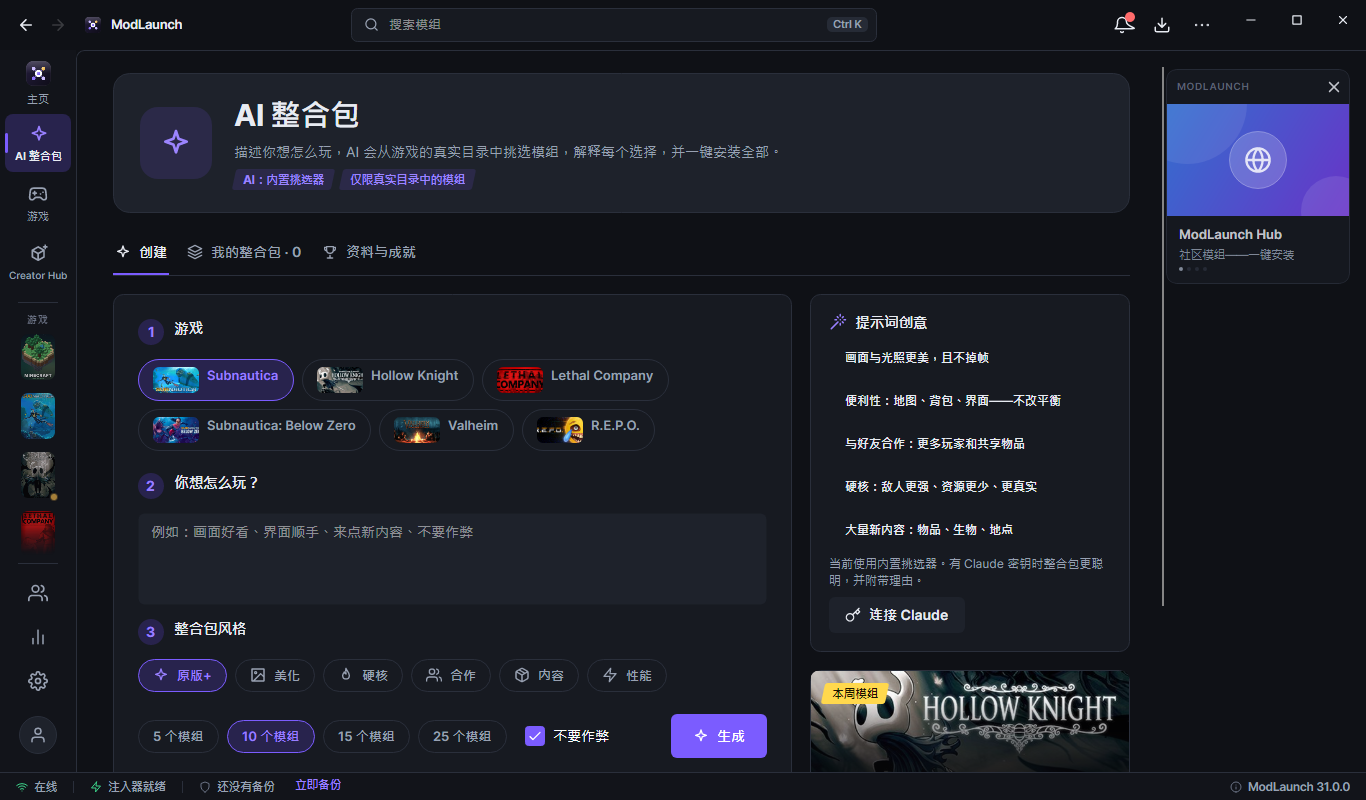 ModLaunch
搜索模组
Ctrl K
主页
AI 整合包
游戏
Creator Hub
游戏
MINECRAFT
LETHAL COMPANY
AI 整合包
描述你想怎么玩，AI 会从游戏的真实目录中挑选模组，解释每个选择，并一键安装全部。
AI：内置挑选器
仅限真实目录中的模组
创建
我的整合包 · 0
资料与成就
1
游戏
Subnautica
Hollow Knight
LETHAL COMPANY
Lethal Company
Subnautica: Below Zero
Valheim
R.E.P.O.
R.E.P.O.
2
你想怎么玩？
例如：画面好看、界面顺手、来点新内容、不要作弊
3
整合包风格
原版+
美化
硬核
合作
内容
性能
5 个模组
10 个模组
15 个模组
25 个模组
不要作弊
生成
提示词创意
画面与光照更美，且不掉帧
便利性：地图、背包、界面——不改平衡
与好友合作：更多玩家和共享物品
硬核：敌人更强、资源更少、更真实
大量新内容：物品、生物、地点
当前使用内置挑选器。有 Claude 密钥时整合包更聪
明，并附带理由。
连接 Claude
本周模组
HOLLOW KNIGHT
MODLAUNCH
ModLaunch Hub
社区模组——一键安装
在线
注入器就绪
还没有备份
立即备份
ModLaunch 31.0.0